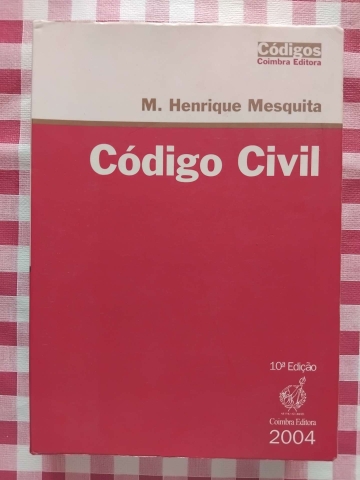 Códigos
Coimbra Editora
M. Henrique Mesquita
Código Civil
10ª Edição
Coimbra Editora
2004